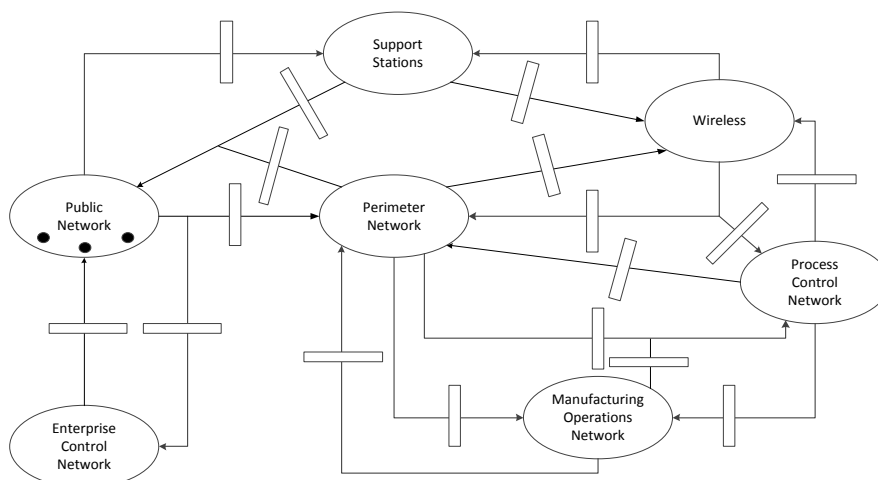 Support
Stations
Wireless
Public
Network
Perimeter
Network
Process
Control
Network
Manufacturing
Operations
Network
Enterprise
Control
Network